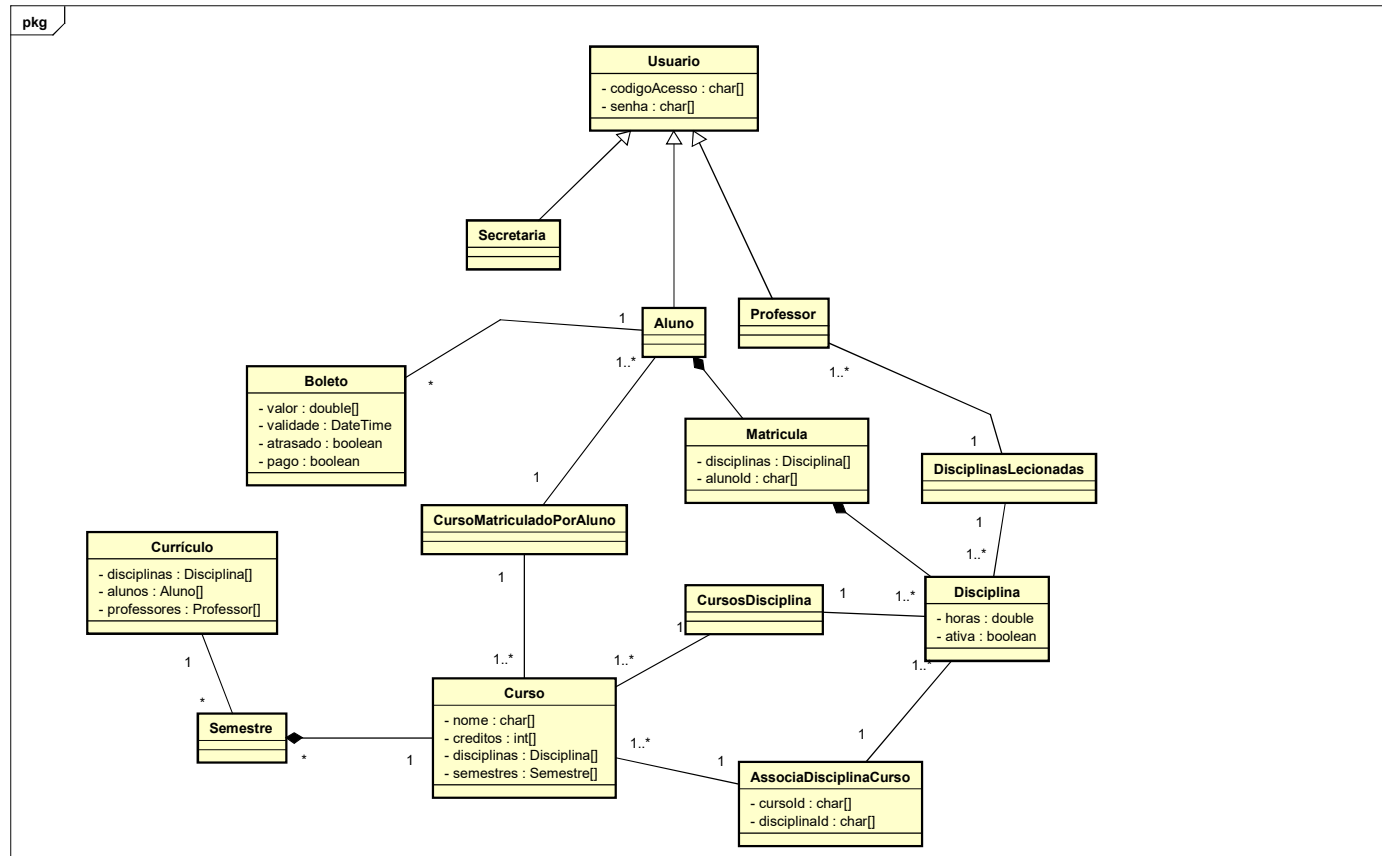 pkg
Usuario
- codigoAcesso : char[]
- senha : char[]
Secretaria
Aluno
Professor
1
1..*
*
1..*
Boleto
- valor : double[]
- validade : DateTime
- atrasado : boolean
- pago : boolean
Matricula
- disciplinas : Disciplina[]
- alunoId : char[]
1
DisciplinasLecionadas
1
1..*
1
CursoMatriculadoPorAluno
1
1..*
Currículo
- disciplinas : Disciplina[]
- alunos : Aluno[]
- professores : Professor[]
CursosDisciplina
1
1..*
1
1..*
Disciplina
- horas : double
- ativa : boolean
1..*
1
1
*
Semestre
*
1
Curso
- nome : char[]
- creditos : int[]
- disciplinas : Disciplina[]
- semestres : Semestre[]
1..*
1
AssociaDisciplinaCurso
- cursoId : char[]
- disciplinaId : char[]